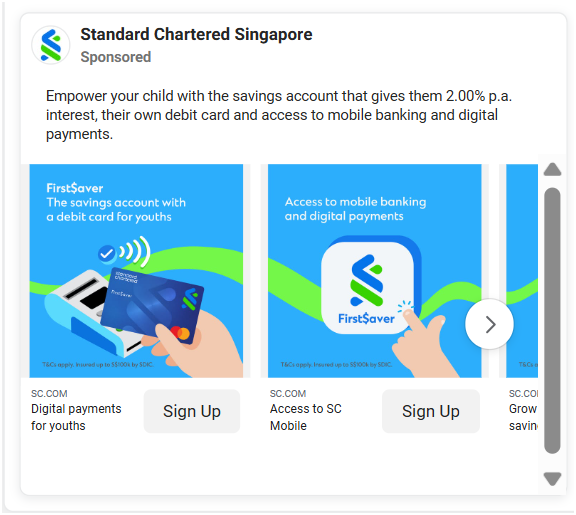 Standard Chartered Singapore
Sponsored
Empower your child with the savings account that gives them 2.00% p.a.
interest, their own debit card and access to mobile banking and digital
payments.
First$aver
The savings account with
a debit card for youths
standard
chartered
First$aver
T&Cs apply. Insured up to S$100k by SDIC.
SC.COM
Digital payments
for youths
Sign Up
Access to mobile banking
and digital payments
First$aver
T&Cs apply. Insured up to S$100k by SDIC.
SC.COM
Access to SC
Mobile
Sign Up
T&Cs
SC.CO
Grow
savin